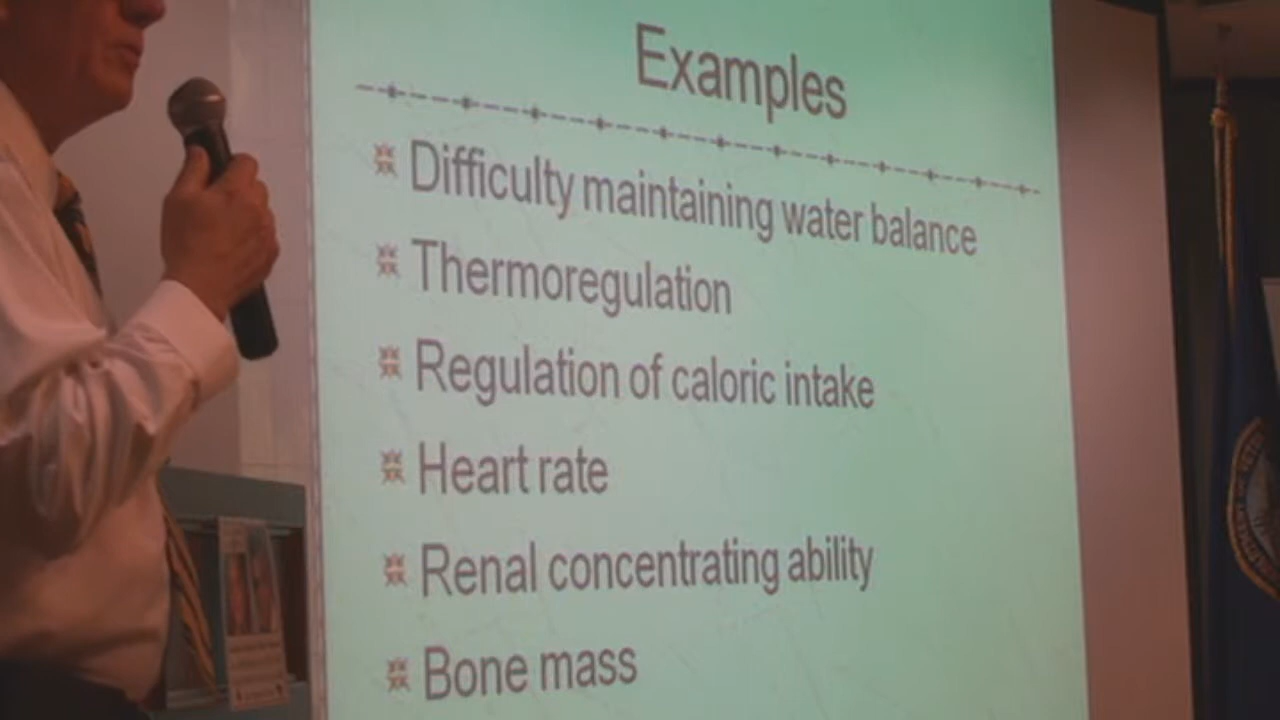 Examples
Difficulty maintaining water balance
Thermoregulation
Regulation of caloric intake
Heart rate
Renal concentrating ability
Bone mass